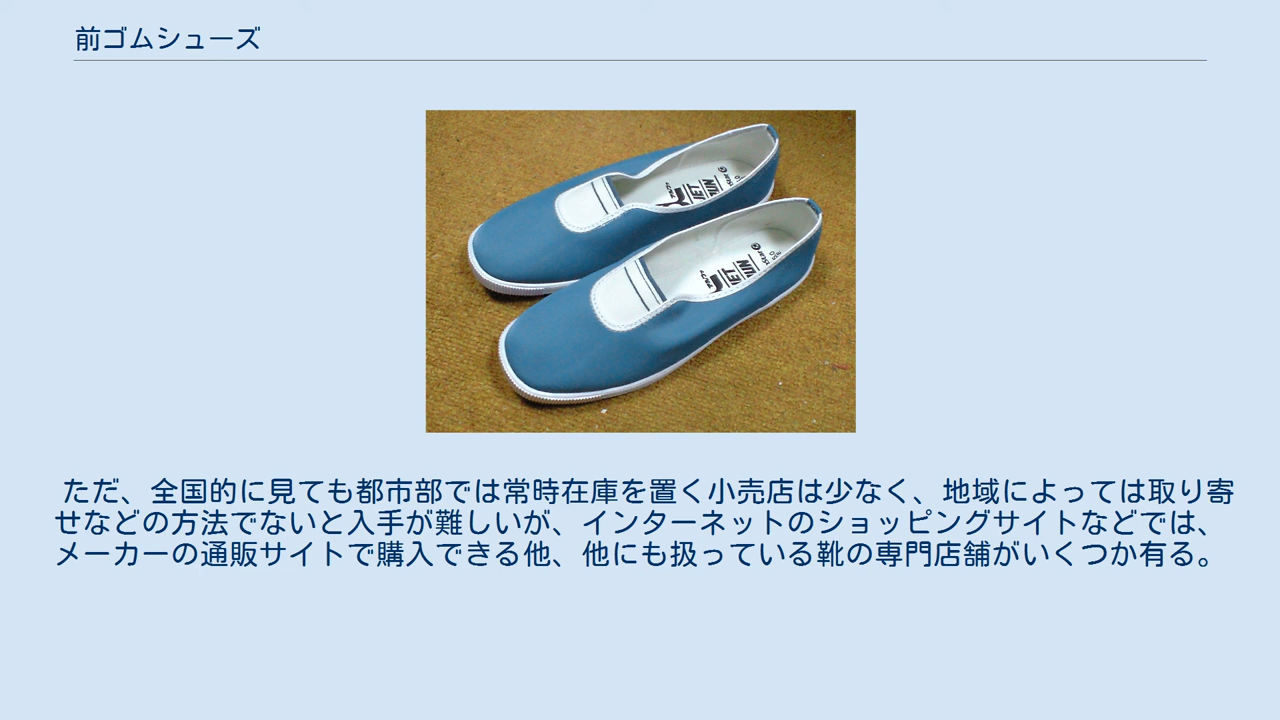 前ゴムシューズ
JET
RUN
JET
RUN
ただ、全国的に見ても都市部では常時在庫を置く小売店は少なく、地域によっては取り寄
せなどの方法でないと入手が難しいが、インターネットのショッピングサイトなどでは、
メーカーの通販サイトで購入できる他、他にも扱っている靴の専門店舗がいくつか有る。